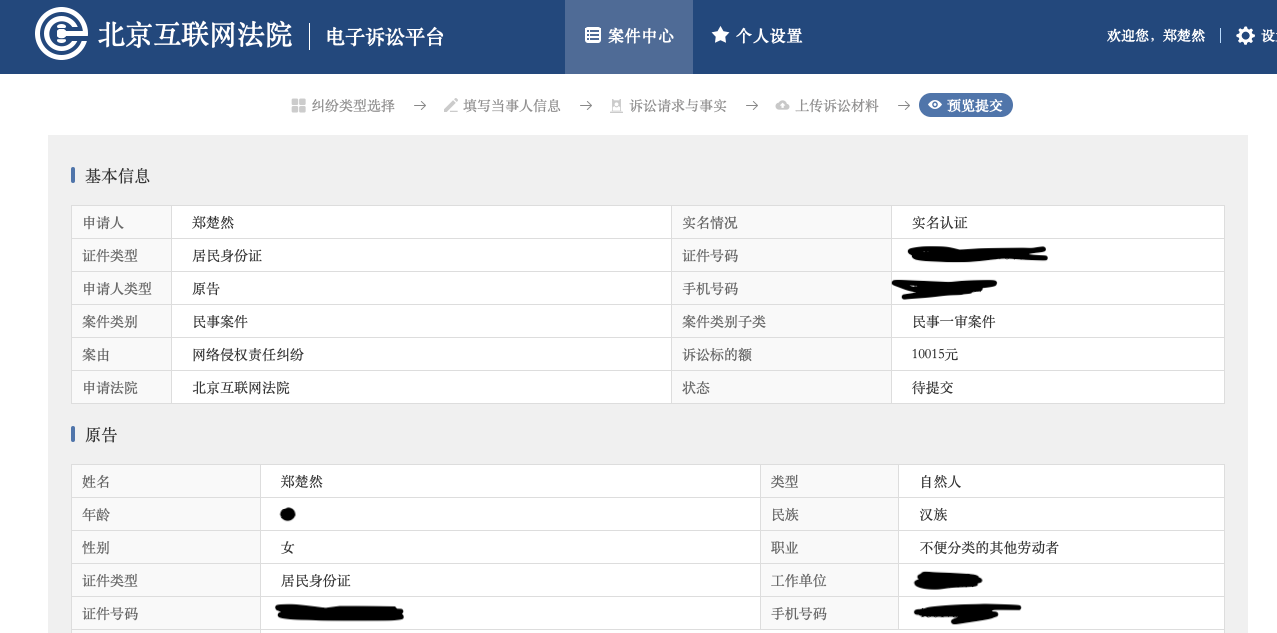 北京互联网法院 电子诉讼平台 案件中心 个人设置 欢迎您，郑楚然 设
纠纷类型选择 → 填写当事人信息 → 诉讼请求与事实 → 上传诉讼材料 → 预览提交
基本信息
申请人 郑楚然 实名情况 实名认证
证件类型 居民身份证 证件号码
申请人类型 原告 手机号码
案件类别 民事案件 案件类别子类 民事一审案件
案由 网络侵权责任纠纷 诉讼标的额 10015元
申请法院 北京互联网法院 状态 待提交
原告
姓名 郑楚然 类型 自然人
年龄 民族 汉族
性别 女 职业 不便分类的其他劳动者
证件类型 居民身份证 工作单位
证件号码 手机号码